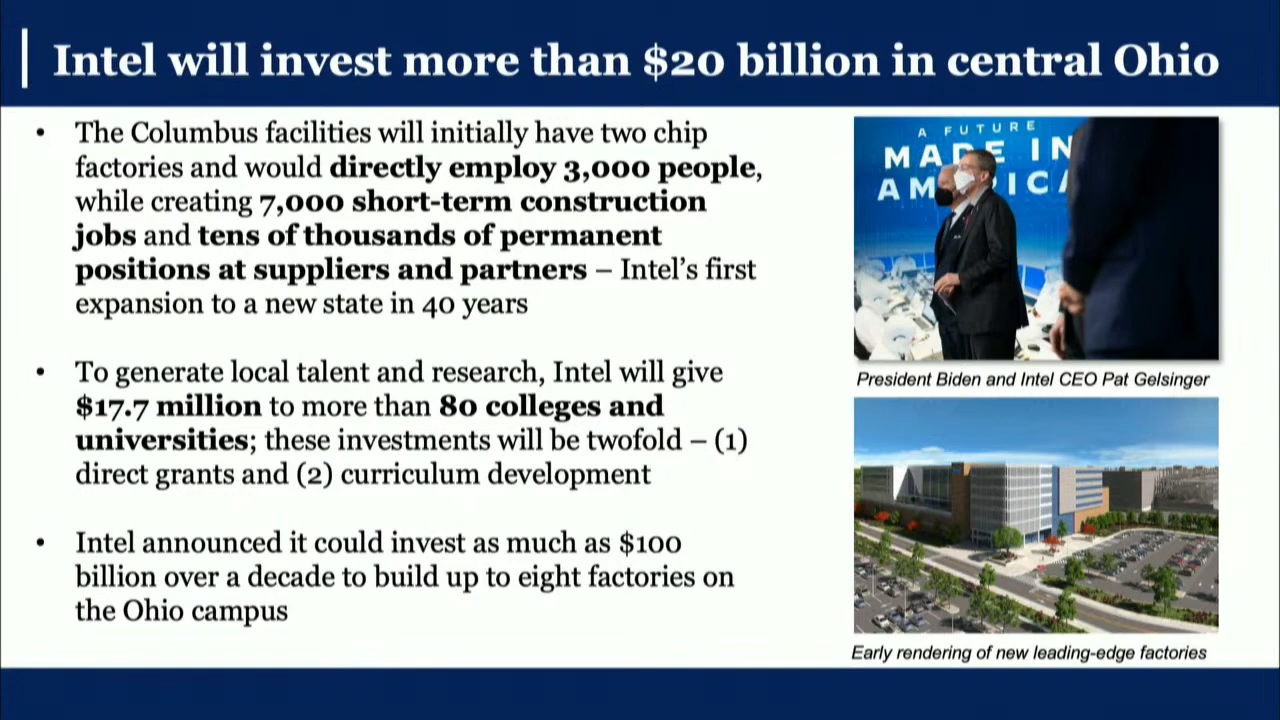 Intel will invest more than $20 billion in central Ohio
• The Columbus facilities will initially have two chip
factories and would directly employ 3,000 people,
while creating 7,000 short-term construction
jobs and tens of thousands of permanent
positions at suppliers and partners – Intel's first
expansion to a new state in 40 years
• To generate local talent and research, Intel will give
$17.7 million to more than 80 colleges and
universities; these investments will be twofold – (1)
direct grants and (2) curriculum development
• Intel announced it could invest as much as $100
billion over a decade to build up to eight factories on
the Ohio campus
A FUTURE
MADE IN
AMERICA
President Biden and Intel CEO Pat Gelsinger
Early rendering of new leading-edge factories